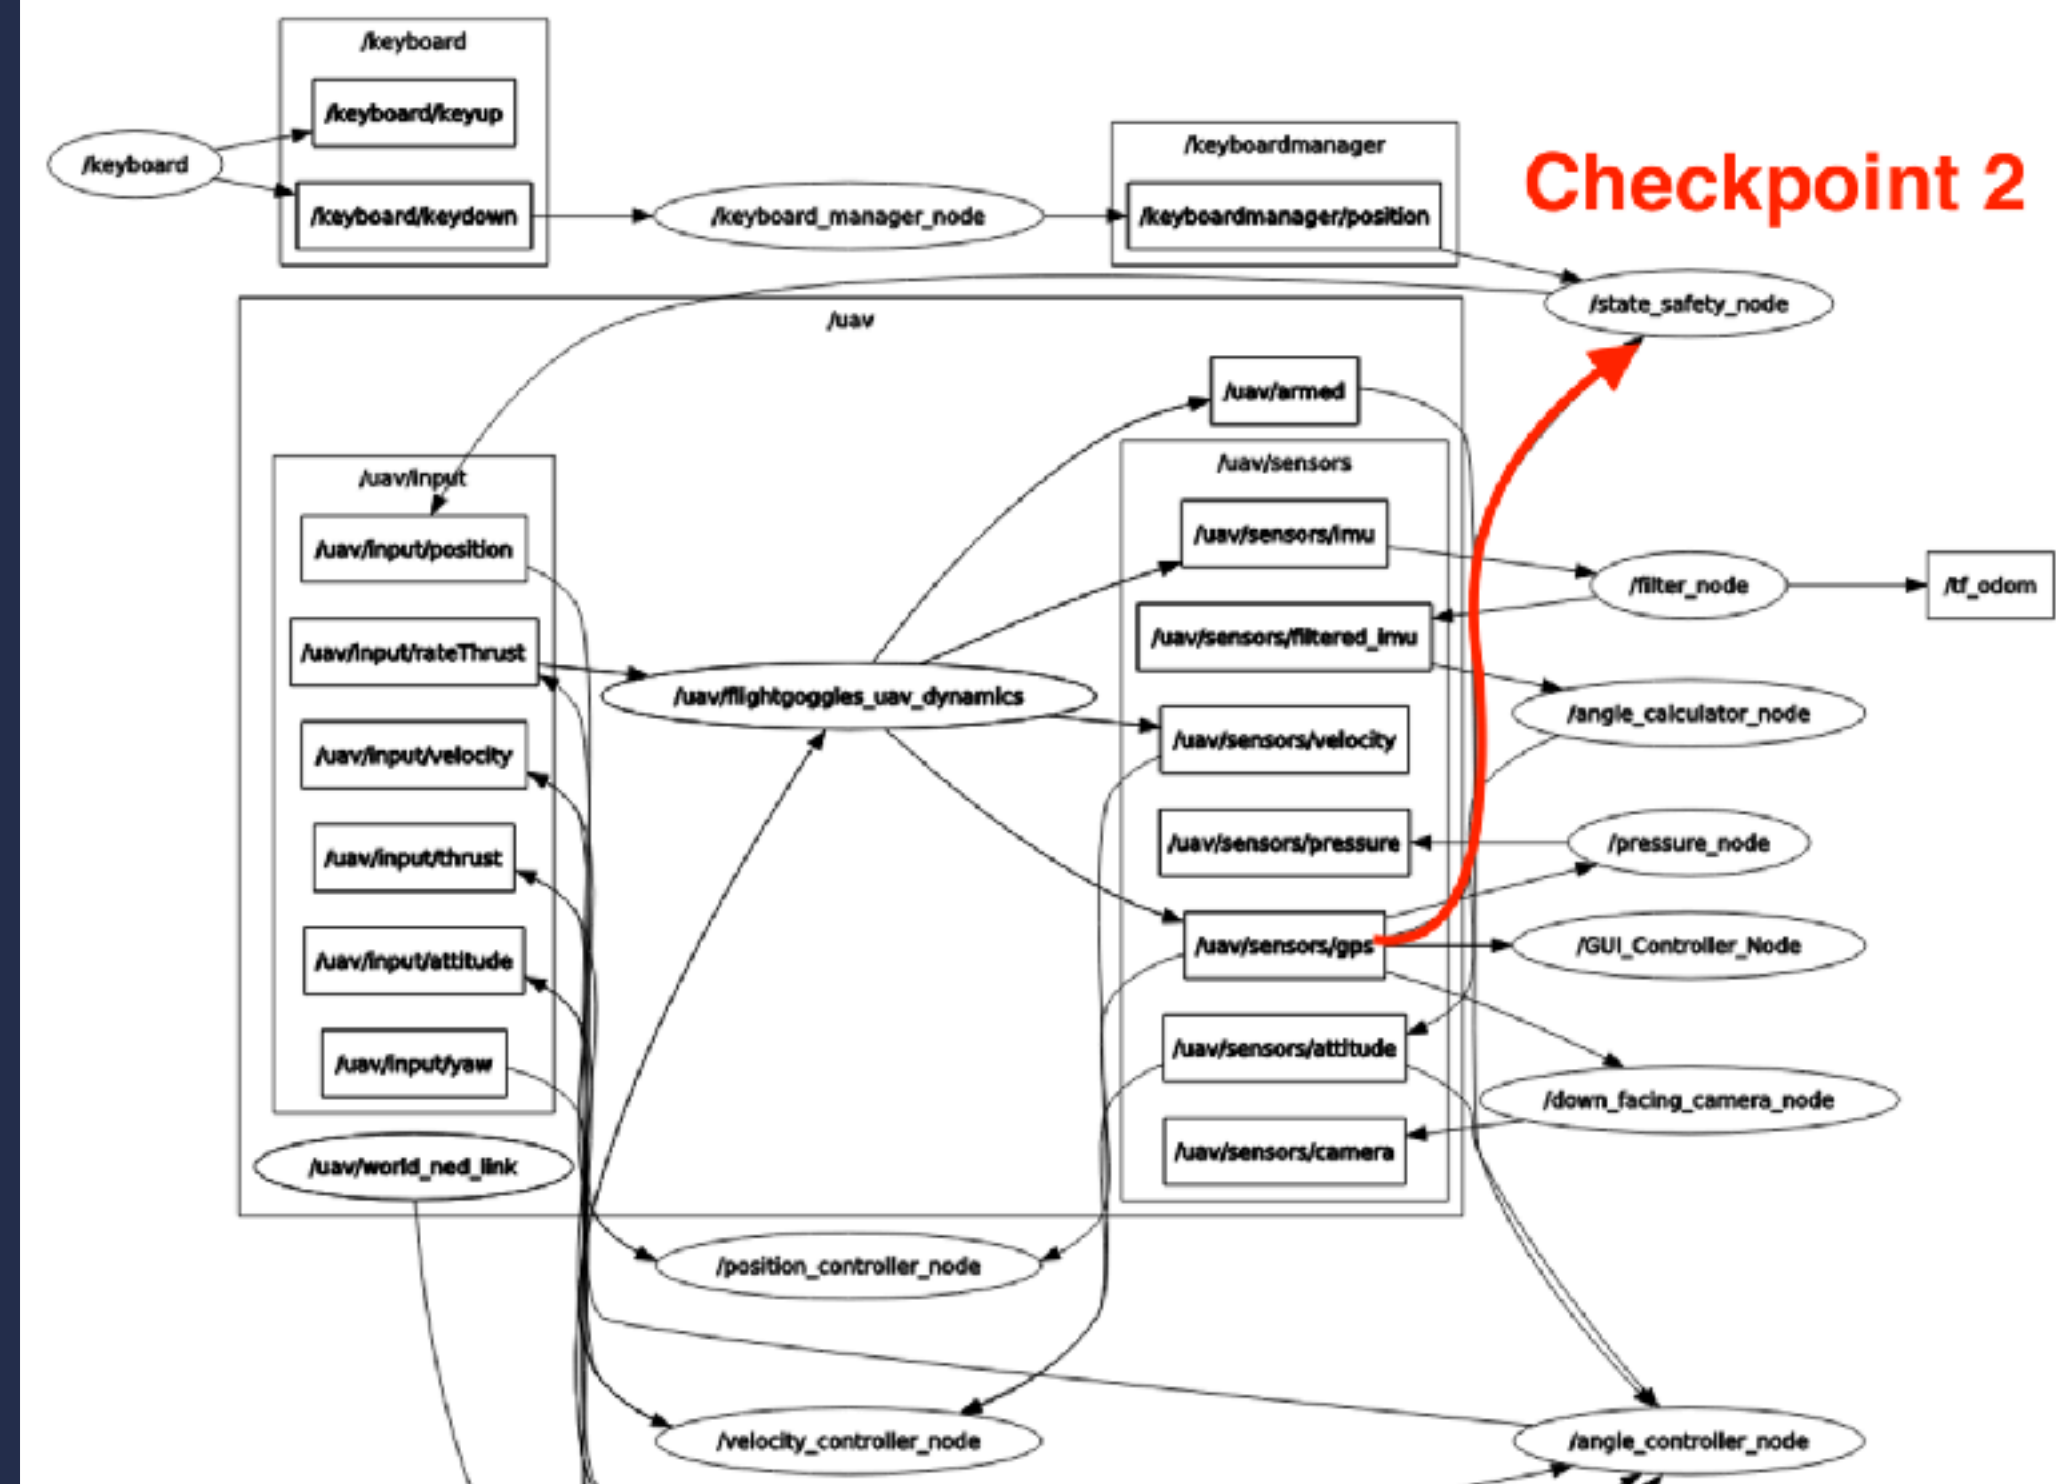 /keyboard
/keyboard/keyup
/keyboard
/keyboard/keydown
/keyboard_manager_node
/keyboardmanager
/keyboardmanager/position
Checkpoint 2
/state_safety_node
/uav
/uav/armed
/uav/input
/uav/sensors
/uav/input/position
/uav/sensors/imu
/filter_node
/tf_odom
/uav/input/rateThrust
/uav/sensors/filtered_imu
/uav/flightgoggles_uav_dynamics
/angle_calculator_node
/uav/input/velocity
/uav/sensors/velocity
/uav/input/thrust
/uav/sensors/pressure
/pressure_node
/uav/input/attitude
/uav/sensors/gps
/GUI_Controller_Node
/uav/input/yaw
/uav/sensors/attitude
/down_facing_camera_node
/uav/world_ned_link
/uav/sensors/camera
/position_controller_node
/velocity_controller_node
/angle_controller_node